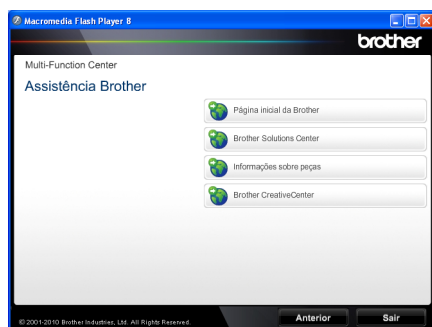 Macromedia Flash Player 8
brother
Multi-Function Center
Assistência Brother
Página inicial da Brother
Brother Solutions Center
Informações sobre peças
Brother CreativeCenter
© 2001-2010 Brother Industries, Ltd. All Rights Reserved.
Anterior
Sair